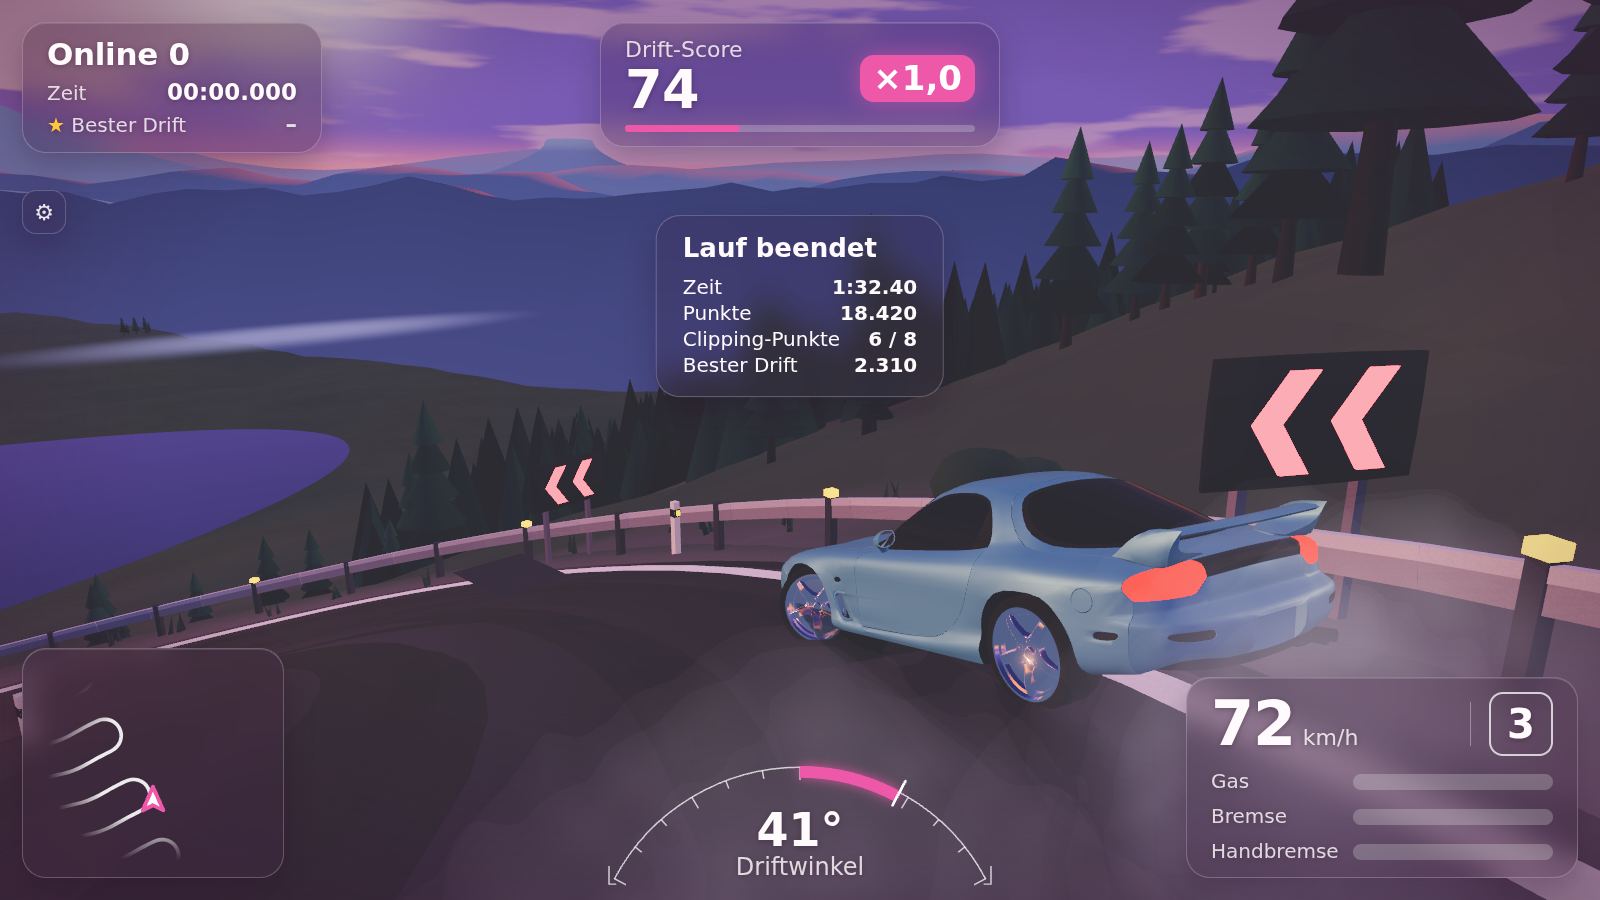 Online 0
Zeit 00:00.000
★ Bester Drift –
Drift-Score
74
×1,0
⚙
Lauf beendet
Zeit 1:32.40
Punkte 18.420
Clipping-Punkte 6 / 8
Bester Drift 2.310
41°
Driftwinkel
72 km/h 3
Gas
Bremse
Handbremse